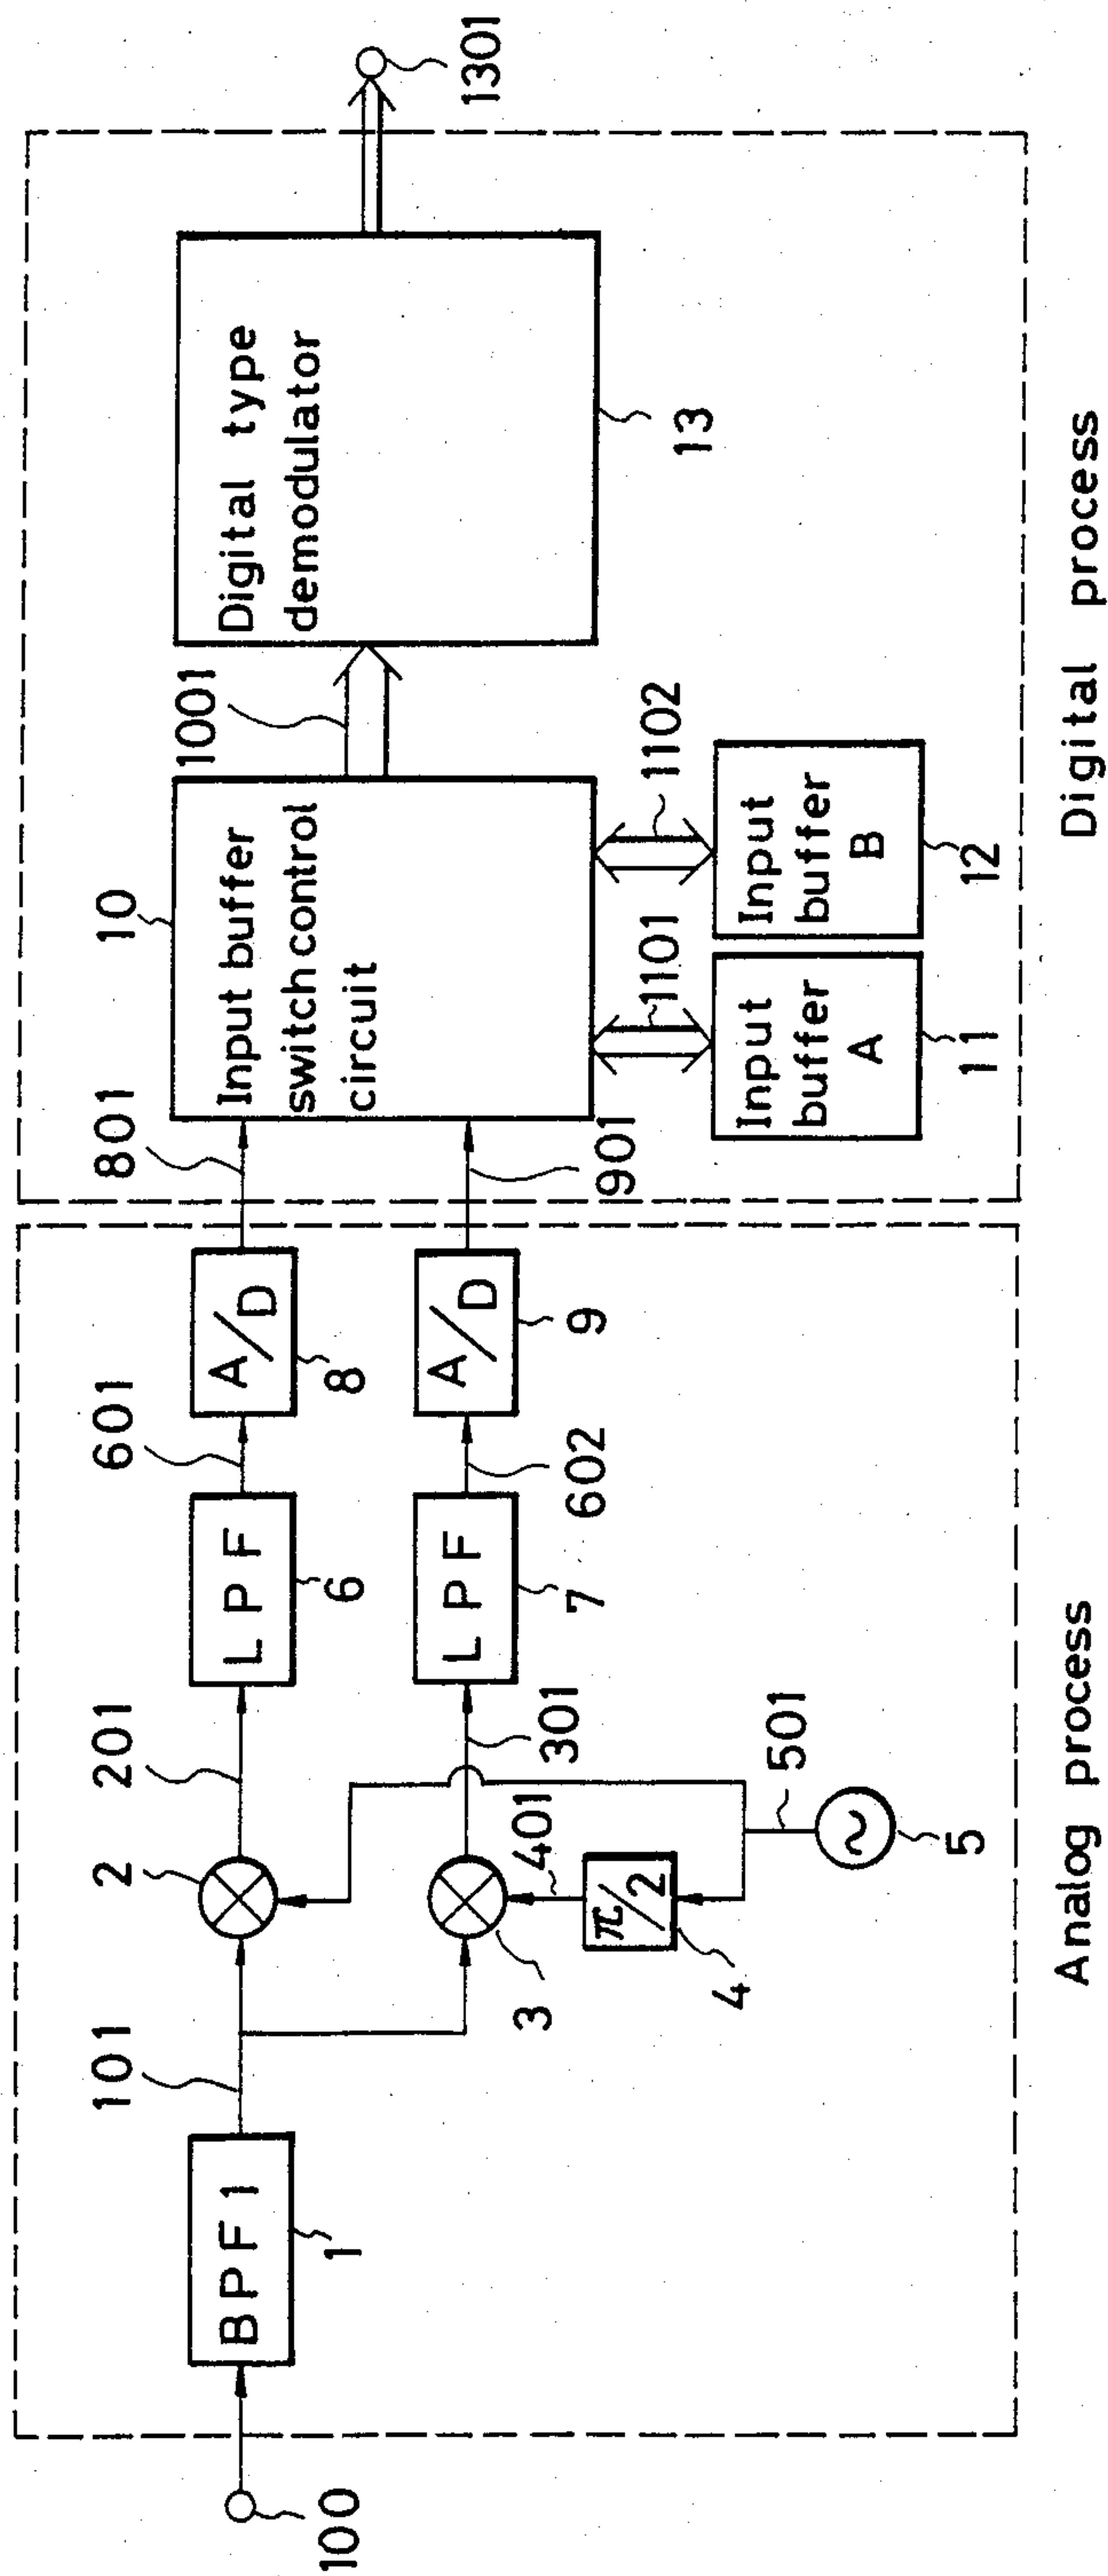 100
BPF1
1
101
2
201
3
301
π/2
4
401
5
501
LPF
6
601
LPF
7
602
A/D
8
801
A/D
9
901
Analog process
10
Input buffer
switch control
circuit
1001
1101
1102
Input
buffer
A
11
Input
buffer
B
12
Digital type
demodulator
13
1301
Digital process